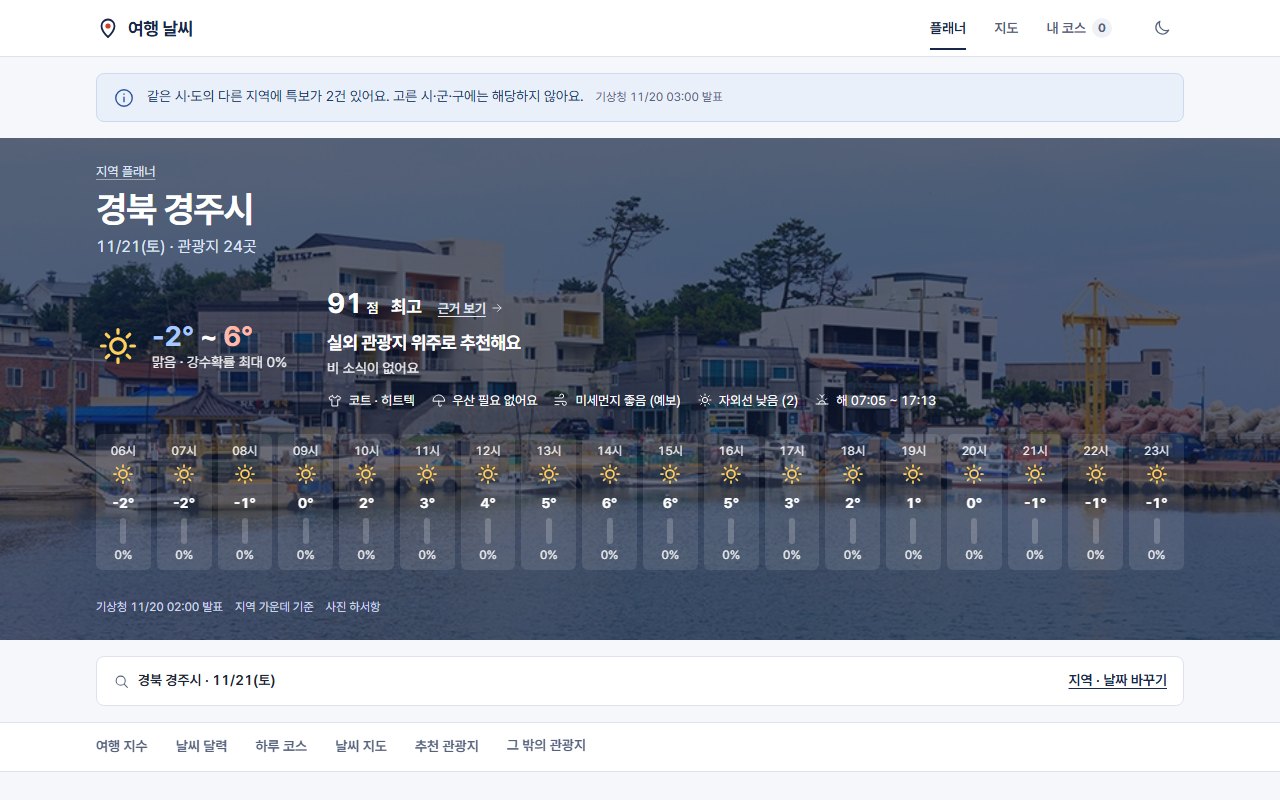 여행 날씨
플래너 지도 내 코스 0
같은 시·도의 다른 지역에 특보가 2건 있어요. 고른 시·군·구에는 해당하지 않아요. 기상청 11/20 03:00 발표
지역 플래너
경북 경주시
11/21(토) · 관광지 24곳
91점 최고 근거 보기 →
-2° ~ 6°
맑음 · 강수확률 최대 0%
실외 관광지 위주로 추천해요
비 소식이 없어요
코트 · 히트텍 우산 필요 없어요 미세먼지 좋음 (예보) 자외선 낮음 (2) 해 07:05 ~ 17:13
06시 07시 08시 09시 10시 11시 12시 13시 14시 15시 16시 17시 18시 19시 20시 21시 22시 23시
-2° -2° -1° 0° 2° 3° 4° 5° 6° 6° 5° 3° 2° 1° 0° -1° -1° -1°
0% 0% 0% 0% 0% 0% 0% 0% 0% 0% 0% 0% 0% 0% 0% 0% 0% 0%
기상청 11/20 02:00 발표 지역 가운데 기준 사진 하서항
경북 경주시 · 11/21(토)
지역 · 날짜 바꾸기
여행 지수 날씨 달력 하루 코스 날씨 지도 추천 관광지 그 밖의 관광지